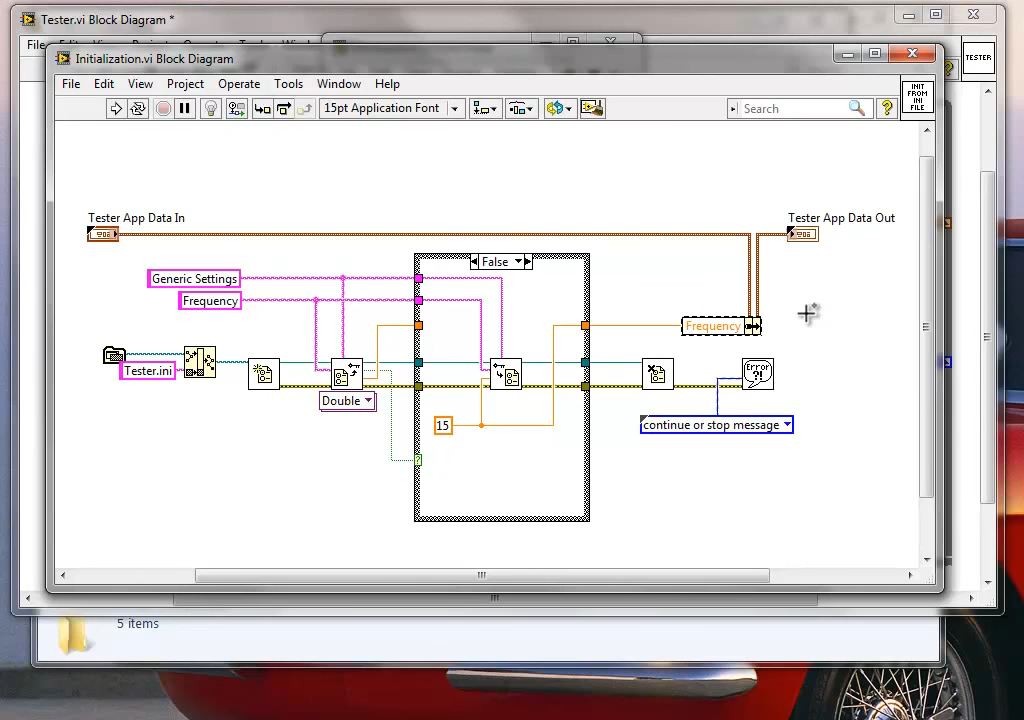 Tester.vi Block Diagram *
File
Initialization.vi Block Diagram
File Edit View Project Operate Tools Window Help
TESTER
15pt Application Font
Search
?
INIT
FROM
INI
FILE
Tester App Data In
Tester App Data Out
False
Generic Settings
Frequency
Frequency
Tester.ini
Error
?!
Double
15
continue or stop message
?
5 items